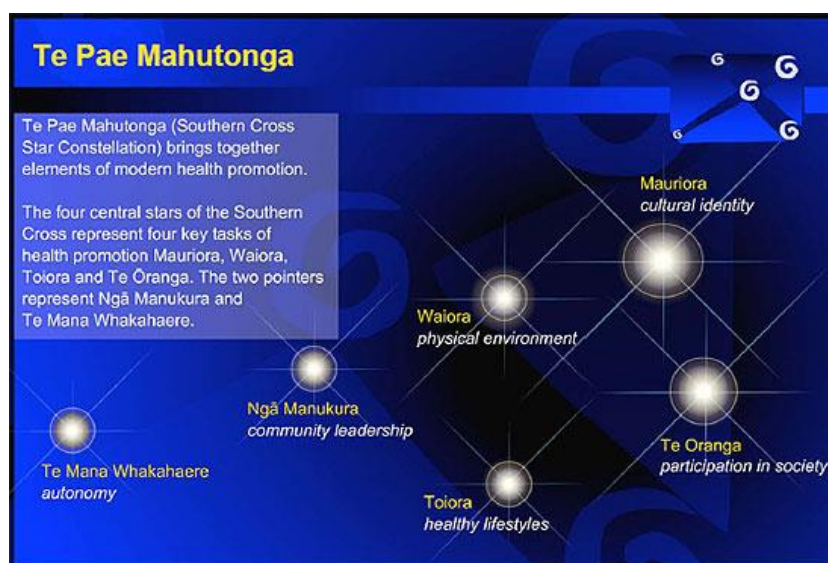 Te Pae Mahutonga
Te Pae Mahutonga (Southern Cross
Star Constellation) brings together
elements of modern health promotion.
The four central stars of the Southern
Cross represent four key tasks of
health promotion Mauriora, Waiora,
Toiora and Te Ōranga. The two pointers
represent Ngā Manukura and
Te Mana Whakahaere.
Mauriora
cultural identity
Waiora
physical environment
Ngā Manukura
community leadership
Te Oranga
participation in society
Te Mana Whakahaere
autonomy
Toiora
healthy lifestyles